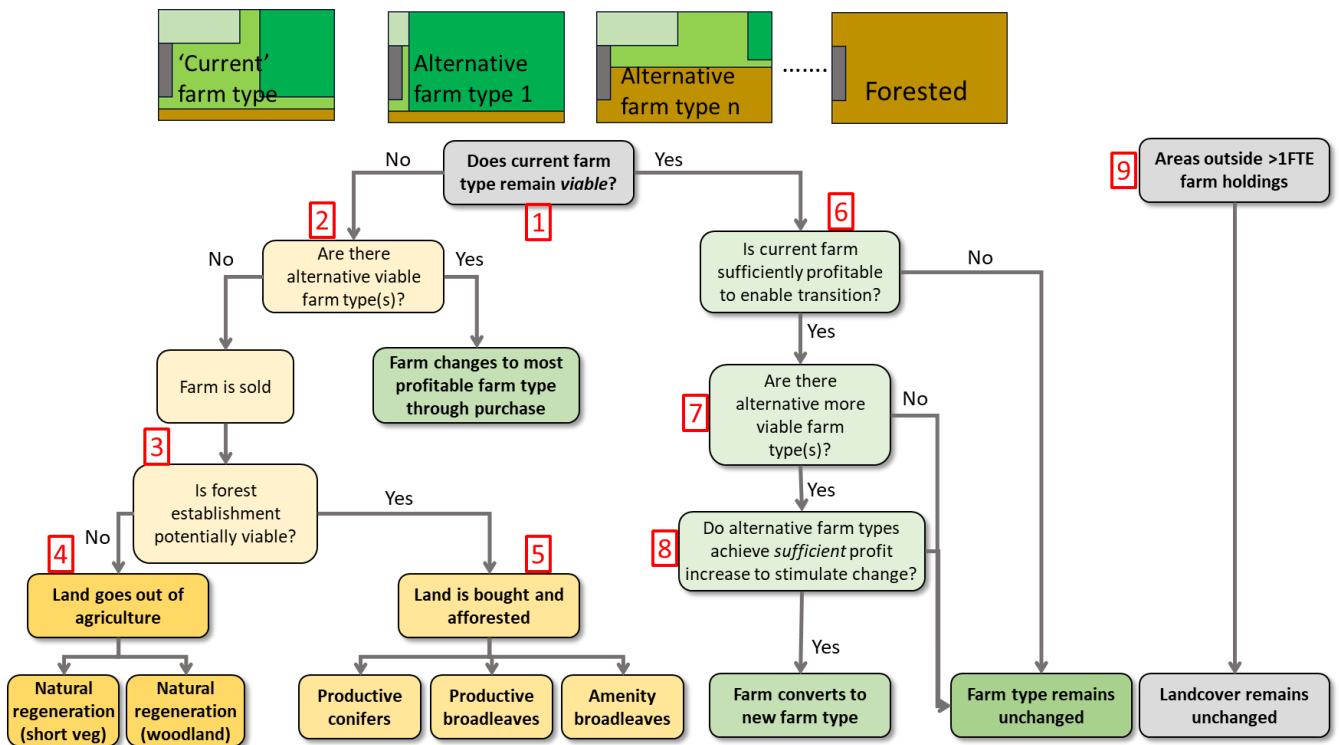 ‘Current’
farm type
Alternative
farm type 1
Alternative
farm type n
.......
Forested
No
Does current farm
type remain viable?
Yes
1
9
Areas outside >1FTE
farm holdings
2
Are there
alternative viable
farm type(s)?
No
Yes
6
Is current farm
sufficiently profitable
to enable transition?
No
Yes
Farm is sold
Farm changes to most
profitable farm type
through purchase
7
Are there
alternative more
viable farm
type(s)?
No
Yes
3
Is forest
establishment
potentially viable?
No
Yes
8
Do alternative farm types
achieve sufficient profit
increase to stimulate change?
Yes
4
Land goes out of
agriculture
5
Land is bought and
afforested
Natural
regeneration
(short veg)
Natural
regeneration
(woodland)
Productive
conifers
Productive
broadleaves
Amenity
broadleaves
Farm converts to
new farm type
Farm type remains
unchanged
Landcover remains
unchanged